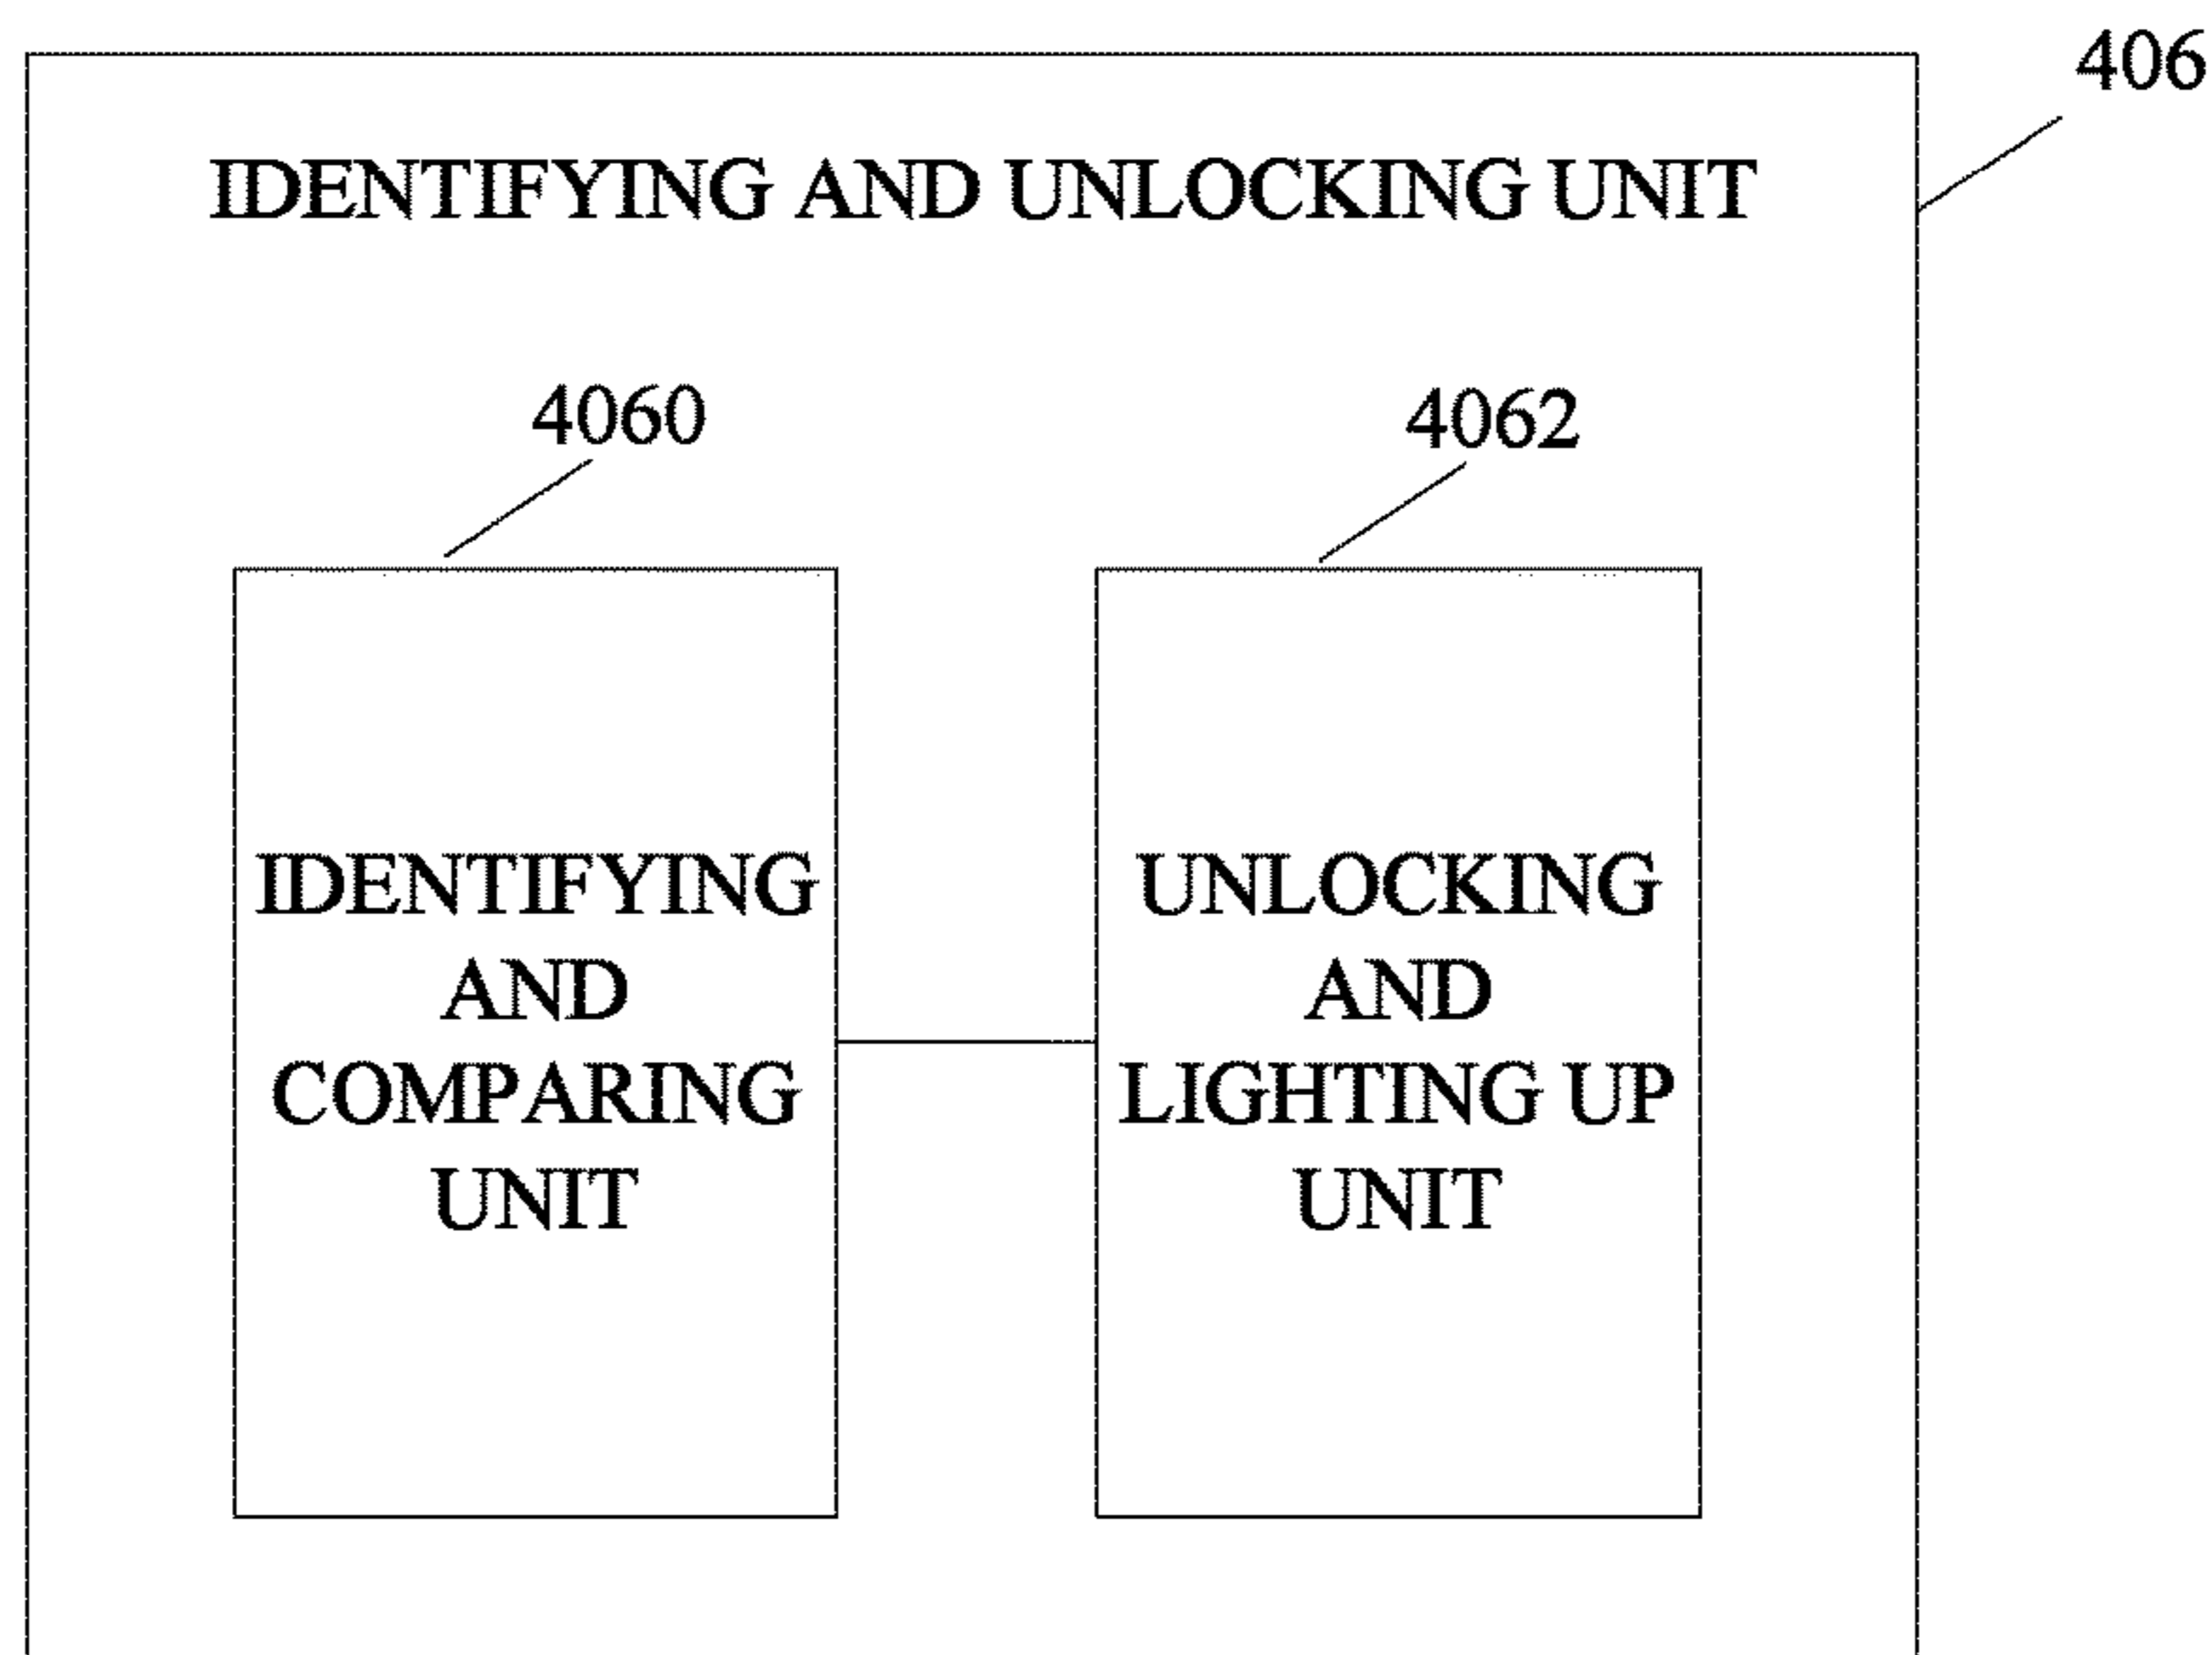 406
IDENTIFYING AND UNLOCKING UNIT
4060
4062
IDENTIFYING
AND
COMPARING
UNIT
UNLOCKING
AND
LIGHTING UP
UNIT